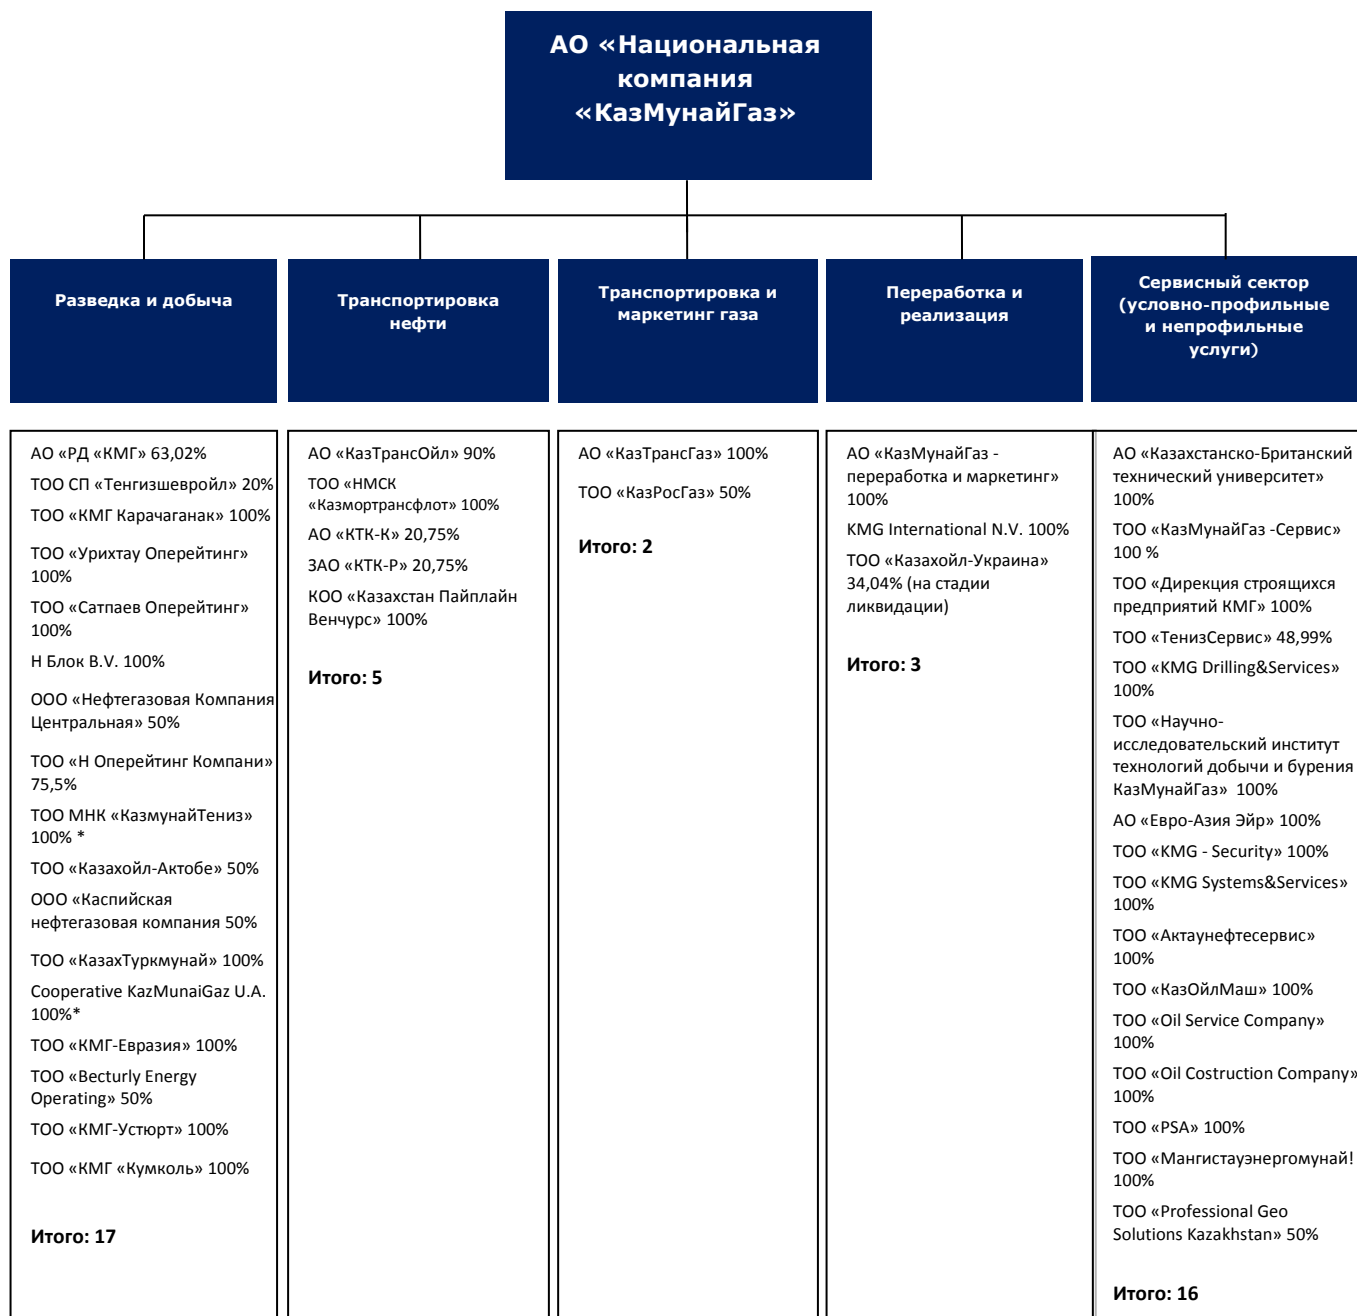 АО «Национальная
компания
«КазМунайГаз»
Разведка и добыча
Транспортировка
нефти
Транспортировка и
маркетинг газа
Переработка и
реализация
Сервисный сектор
(условно-профильные
и непрофильные
услуги)
АО «РД «КМГ» 63,02%
ТОО СП «Тенгизшевройл» 20%
ТОО «КМГ Карачаганак» 100%
ТОО «Урихтау Оперейтинг»
100%
ТОО «Сатпаев Оперейтинг»
100%
Н Блок B.V. 100%
ООО «Нефтегазовая Компания
Центральная» 50%
ТОО «Н Оперейтинг Компани»
75,5%
ТОО МНК «КазмунайТениз»
100% *
ТОО «Казахойл-Актобе» 50%
ООО «Каспийская
нефтегазовая компания 50%
ТОО «КазахТуркмунай» 100%
Cooperative KazMunaiGaz U.A.
100%*
ТОО «КМГ-Евразия» 100%
ТОО «Becturly Energy
Operating» 50%
ТОО «КМГ-Устюрт» 100%
ТОО «КМГ «Кумколь» 100%
Итого: 17
АО «КазТрансОйл» 90%
ТОО «НМСК
«Казмортрансфлот» 100%
АО «КТК-К» 20,75%
ЗАО «КТК-Р» 20,75%
КОО «Казахстан Пайплайн
Венчурс» 100%
Итого: 5
АО «КазТрансГаз» 100%
ТОО «КазРосГаз» 50%
Итого: 2
АО «КазМунайГаз -
переработка и маркетинг»
100%
KMG International N.V. 100%
ТОО «Казахойл-Украина»
34,04% (на стадии
ликвидации)
Итого: 3
АО «Казахстанско-Британский
технический университет»
100%
ТОО «КазМунайГаз -Сервис»
100 %
ТОО «Дирекция строящихся
предприятий КМГ» 100%
ТОО «ТенизСервис» 48,99%
ТОО «KMG Drilling&Services»
100%
ТОО «Научно-
исследовательский институт
технологий добычи и бурения
КазМунайГаз» 100%
АО «Евро-Азия Эйр» 100%
ТОО «KMG - Security» 100%
ТОО «KMG Systems&Services»
100%
ТОО «Актаунефтесервис»
100%
ТОО «КазОйлМаш» 100%
ТОО «Oil Service Company»
100%
ТОО «Oil Costruction Company»
100%
ТОО «PSA» 100%
ТОО «Мангистауэнергомунай!
100%
ТОО «Professional Geo
Solutions Kazakhstan» 50%
Итого: 16